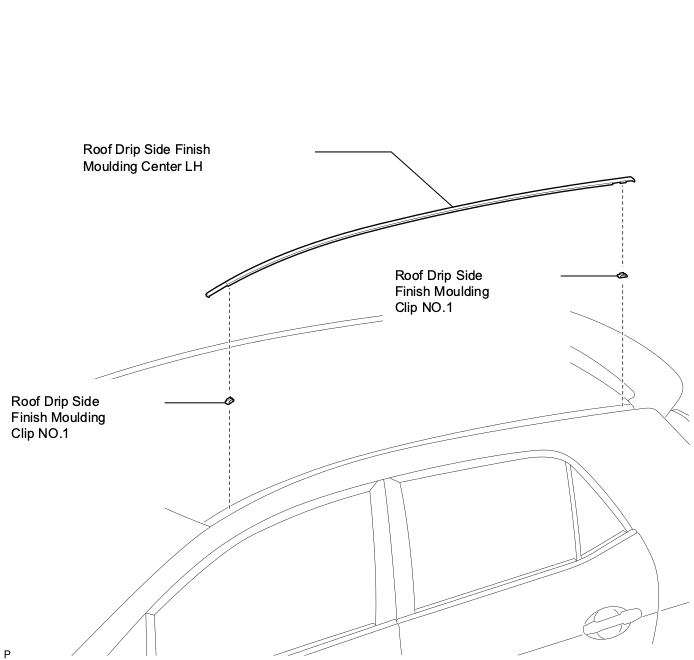 Roof Drip Side Finish
Moulding Center LH
Roof Drip Side
Finish Moulding
Clip NO.1
Roof Drip Side
Finish Moulding
Clip NO.1
P